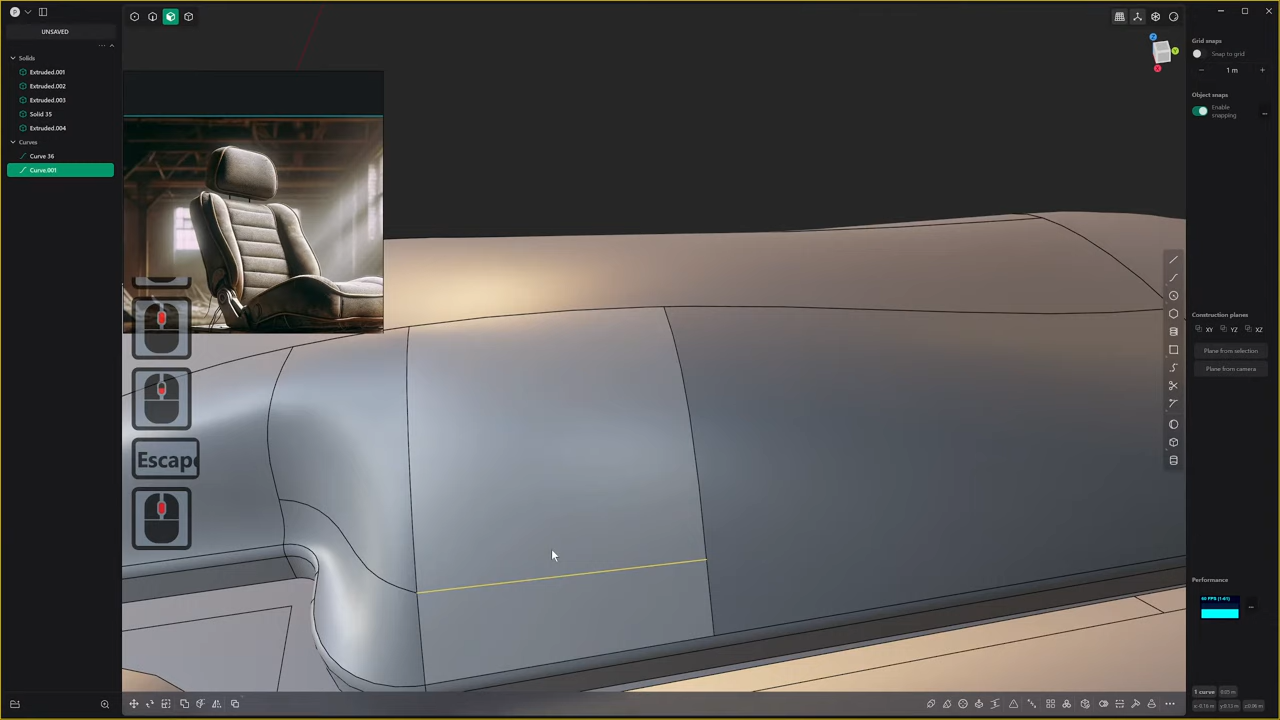 UNSAVED
Solids
Extruded.001
Extruded.002
Extruded.003
Solid 35
Extruded.004
Curves
Curve 36
Curve.001
Escape
Z
Y
X
Grid snaps
Snap to grid
1 m
Object snaps
Enable
snapping
Construction planes
XY
YZ
XZ
Plane from selection
Plane from camera
Performance
1 curve